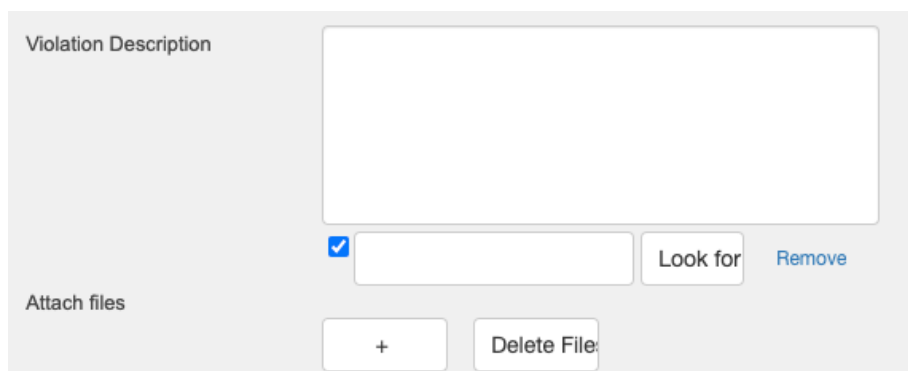 Violation Description
Look for
Remove
Attach files
+
Delete File